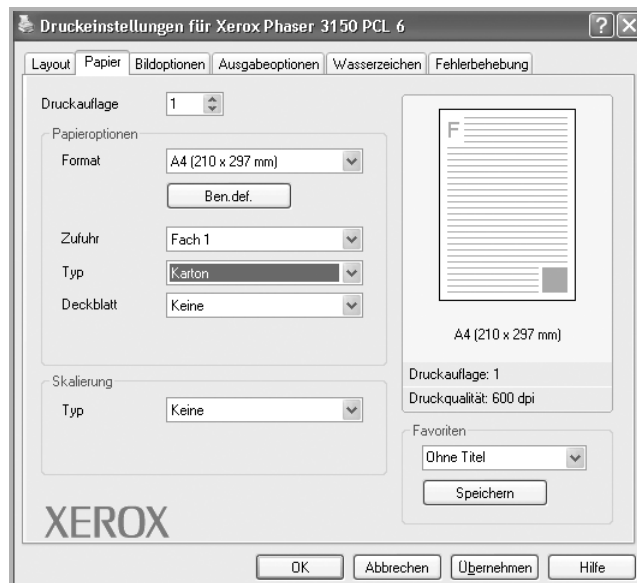 Druckeinstellungen für Xerox Phaser 3150 PCL 6
Layout Papier Bildoptionen Ausgabeoptionen Wasserzeichen Fehlerbehebung
Druckauflage 1
Papieroptionen
Format A4 (210 x 297 mm)
Ben.def.
Zufuhr Fach 1
Typ Karton
Deckblatt Keine
Skalierung
Typ Keine
XEROX
F
A4 (210 x 297 mm)
Druckauflage: 1
Druckqualität: 600 dpi
Favoriten
Ohne Titel
Speichern
OK Abbrechen Übernehmen Hilfe